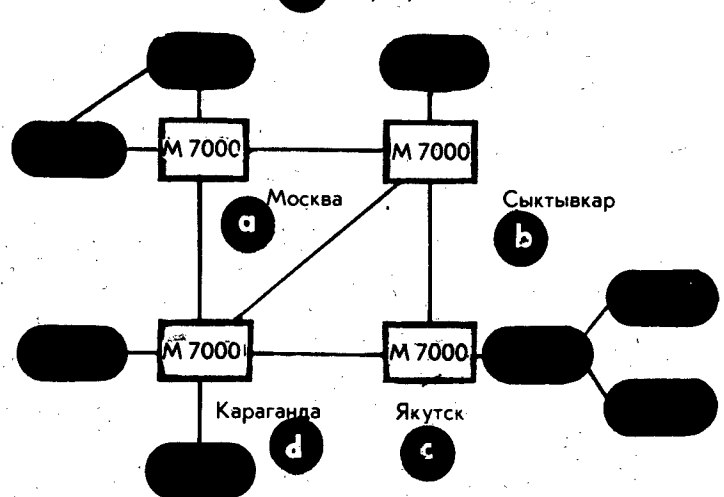 М 7000
М 7000
Москва
a
Сыктывкар
b
М 7000
М 7000
Караганда
d
Якутск
c